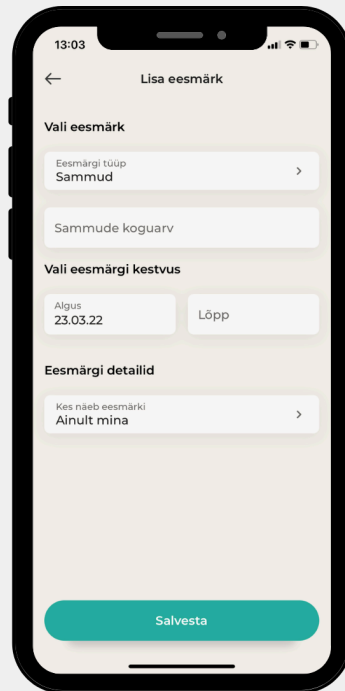 13:03
Lisa eesmärk
Vali eesmärk
Eesmärgi tüüp
Sammud
Sammude koguarv
Vali eesmärgi kestvus
Algus
23.03.22
Lõpp
Eesmärgi detailid
Kes näeb eesmärki
Ainult mina
Salvesta